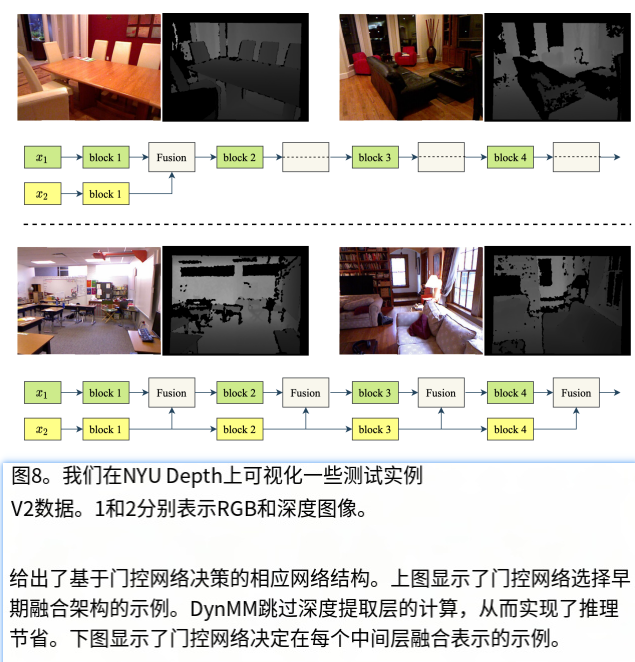 x1 block 1 Fusion block 2 block 3 block 4
x2 block 1
x1 block 1 Fusion block 2 Fusion block 3 Fusion block 4 Fusion
x2 block 1 block 2 block 3 block 4
图8。我们在NYU Depth上可视化一些测试实例
V2数据。1和2分别表示RGB和深度图像。
给出了基于门控网络决策的相应网络结构。上图显示了门控网络选择早
期融合架构的示例。DynMM跳过深度提取层的计算，从而实现了推理
节省。下图显示了门控网络决定在每个中间层融合表示的示例。